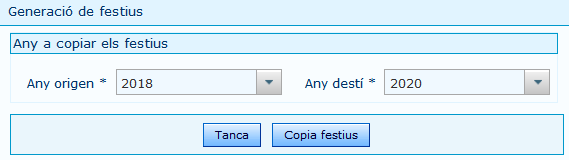 Generació de festius
Any a copiar els festius
Any origen * 2018 Any destí * 2020
Tanca Copia festius